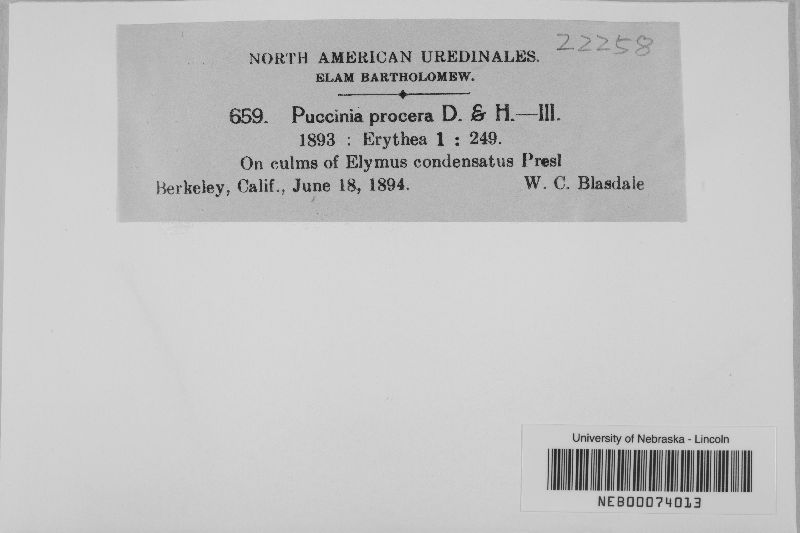 22258
NORTH AMERICAN UREDINALES.
ELAM BARTHOLOMEW.
659. Puccinia procera D. & H.—III.
1893 : Erythea 1 : 249.
On culms of Elymus condensatus Presl
Berkeley, Calif., June 18, 1894. W. C. Blasdale
University of Nebraska - Lincoln
NEB00074013